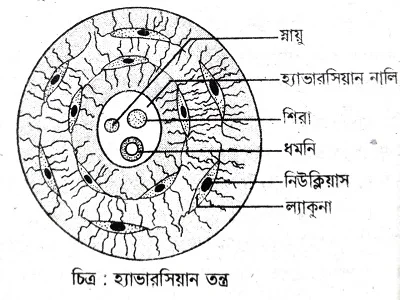 স্নায়ু
হ্যাভারসিয়ান নালি
শিরা
ধমনি
নিউক্লিয়াস
ল্যাকুনা
চিত্র : হ্যাভারসিয়ান তন্ত্র